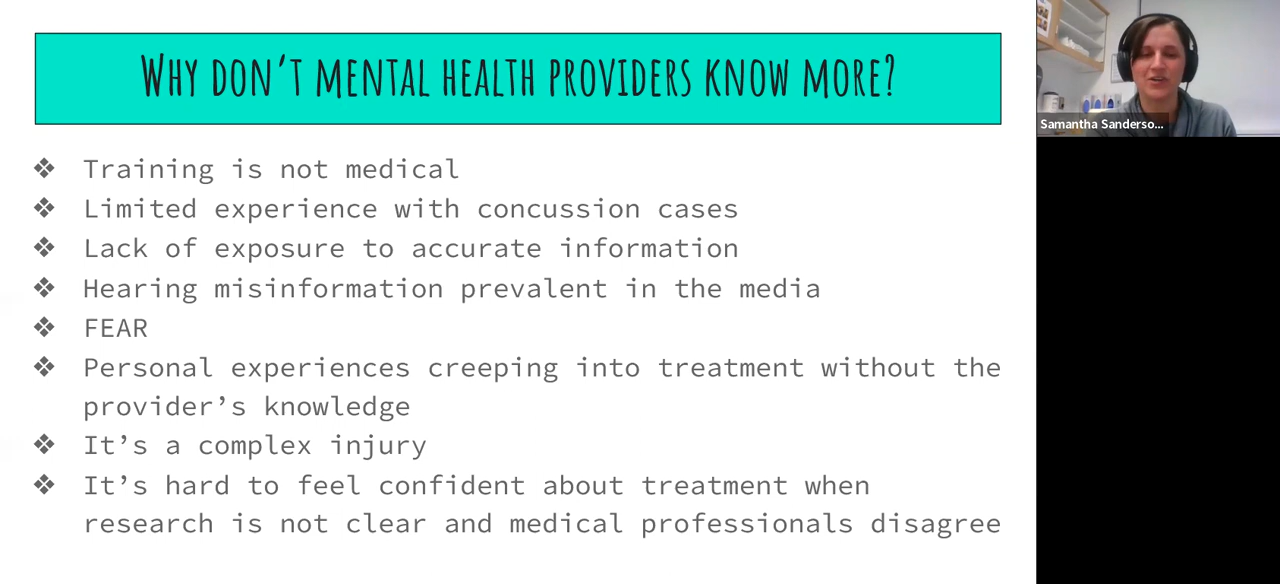 Why don’t mental health providers know more?
❖ Training is not medical
❖ Limited experience with concussion cases
❖ Lack of exposure to accurate information
❖ Hearing misinformation prevalent in the media
❖ FEAR
❖ Personal experiences creeping into treatment without the
provider’s knowledge
❖ It’s a complex injury
❖ It’s hard to feel confident about treatment when
research is not clear and medical professionals disagree
Samantha Sanderso...